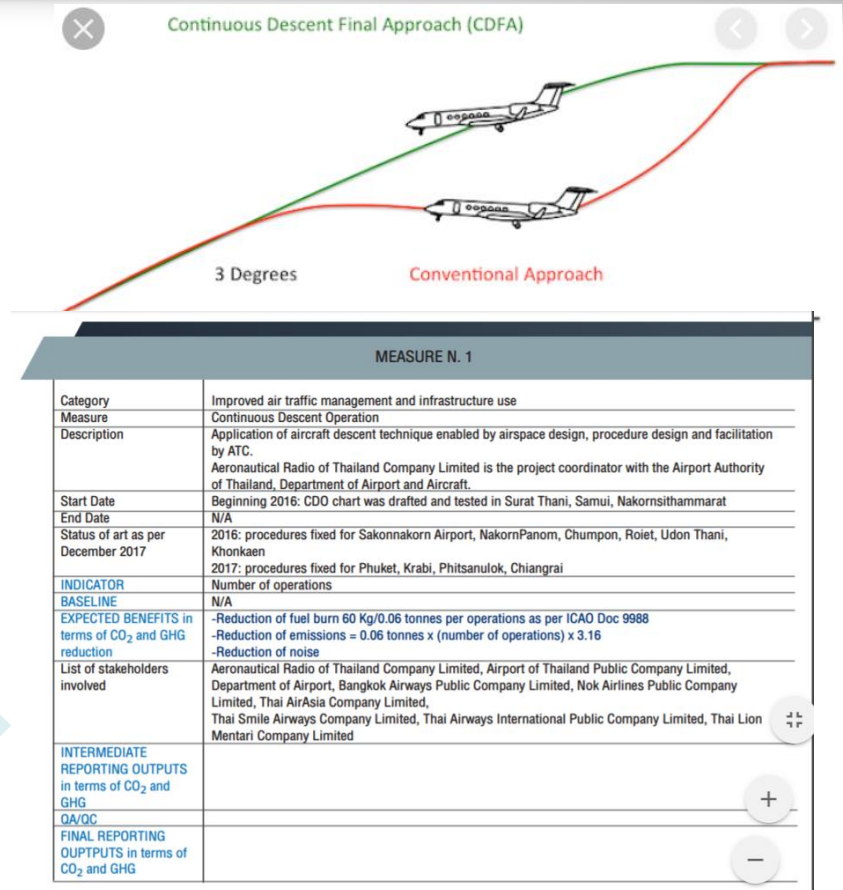 Continuous Descent Final Approach (CDFA)
3 Degrees
Conventional Approach
MEASURE N. 1
Category
Improved air traffic management and infrastructure use
Measure
Continuous Descent Operation
Description
Application of aircraft descent technique enabled by airspace design, procedure design and facilitation
by ATC.
Aeronautical Radio of Thailand Company Limited is the project coordinator with the Airport Authority
of Thailand, Department of Airport and Aircraft.
Start Date
Beginning 2016: CDO chart was drafted and tested in Surat Thani, Samui, Nakornsithammarat
End Date
N/A
Status of art as per
December 2017
2016: procedures fixed for Sakonnakorn Airport, NakornPanom, Chumpon, Roiet, Udon Thani,
Khonkaen
2017: procedures fixed for Phuket, Krabi, Phitsanulok, Chiangrai
INDICATOR
Number of operations
BASELINE
N/A
EXPECTED BENEFITS in
terms of CO₂ and GHG
reduction
-Reduction of fuel burn 60 Kg/0.06 tonnes per operations as per ICAO Doc 9988
-Reduction of emissions = 0.06 tonnes x (number of operations) x 3.16
-Reduction of noise
List of stakeholders
involved
Aeronautical Radio of Thailand Company Limited, Airport of Thailand Public Company Limited,
Department of Airport, Bangkok Airways Public Company Limited, Nok Airlines Public Company
Limited, Thai AirAsia Company Limited,
Thai Smile Airways Company Limited, Thai Airways International Public Company Limited, Thai Lion
Mentari Company Limited
INTERMEDIATE
REPORTING OUTPUTS
in terms of CO₂ and
GHG
QA/QC
FINAL REPORTING
OUPTPUTS in terms of
CO₂ and GHG